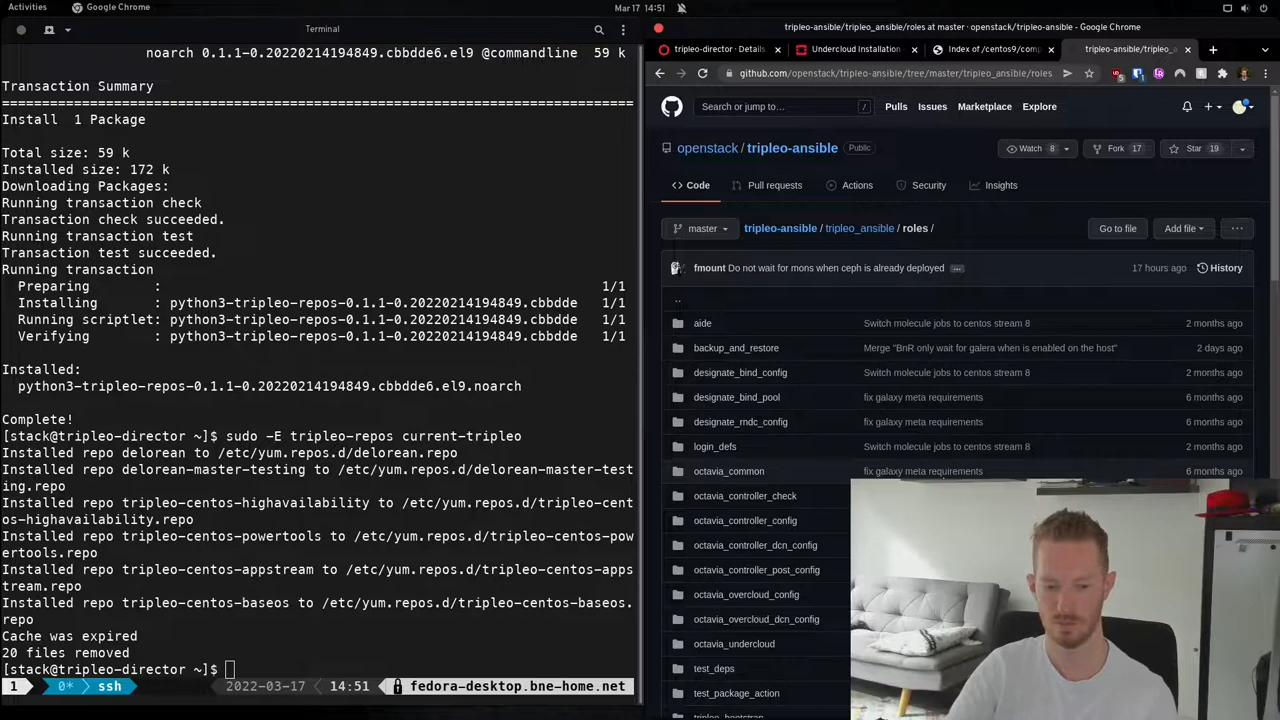 Activities
Google Chrome
Mar 17 14:51
Terminal
noarch 0.1.1-0.20220214194849.cbbdde6.el9 @commandline 59 k
Transaction Summary
================================================================================
Install 1 Package
Total size: 59 k
Installed size: 172 k
Downloading Packages:
Running transaction check
Transaction check succeeded.
Running transaction test
Transaction test succeeded.
Running transaction
Preparing : 1/1
Installing : python3-tripleo-repos-0.1.1-0.20220214194849.cbbdde 1/1
Running scriptlet: python3-tripleo-repos-0.1.1-0.20220214194849.cbbdde 1/1
Verifying : python3-tripleo-repos-0.1.1-0.20220214194849.cbbdde 1/1
Installed:
python3-tripleo-repos-0.1.1-0.20220214194849.cbbdde6.el9.noarch
Complete!
[stack@tripleo-director ~]$ sudo -E tripleo-repos current-tripleo
Installed repo delorean to /etc/yum.repos.d/delorean.repo
Installed repo delorean-master-testing to /etc/yum.repos.d/delorean-master-test
ing.repo
Installed repo tripleo-centos-highavailability to /etc/yum.repos.d/tripleo-cent
os-highavailability.repo
Installed repo tripleo-centos-powertools to /etc/yum.repos.d/tripleo-centos-pow
ertools.repo
Installed repo tripleo-centos-appstream to /etc/yum.repos.d/tripleo-centos-apps
tream.repo
Installed repo tripleo-centos-baseos to /etc/yum.repos.d/tripleo-centos-baseos.
repo
Cache was expired
20 files removed
[stack@tripleo-director ~]$
1 0* ssh 2022-03-17 14:51 fedora-desktop.bne-home.net
tripleo-ansible/tripleo_ansible/roles at master · openstack/tripleo-ansible - Google Chrome
tripleo-director : Details
Undercloud Installation
Index of /centos9/comp
tripleo-ansible/tripleo_a
github.com/openstack/tripleo-ansible/tree/master/tripleo_ansible/roles
Search or jump to…
/
Pulls
Issues
Marketplace
Explore
openstack / tripleo-ansible
Public
Watch 8
Fork 17
Star 19
Code
Pull requests
Actions
Security
Insights
master
tripleo-ansible / tripleo_ansible / roles /
Go to file
Add file
fmount Do not wait for mons when ceph is already deployed
17 hours ago
History
..
aide Switch molecule jobs to centos stream 8 2 months ago
backup_and_restore Merge "BnR only wait for galera when is enabled on the host" 2 days ago
designate_bind_config Switch molecule jobs to centos stream 8 2 months ago
designate_bind_pool fix galaxy meta requirements 6 months ago
designate_rndc_config fix galaxy meta requirements 6 months ago
login_defs Switch molecule jobs to centos stream 8 2 months ago
octavia_common fix galaxy meta requirements 6 months ago
octavia_controller_check
octavia_controller_config
octavia_controller_dcn_config
octavia_controller_post_config
octavia_overcloud_config
octavia_overcloud_dcn_config
octavia_undercloud
test_deps
test_package_action
tripleo_bootstrap